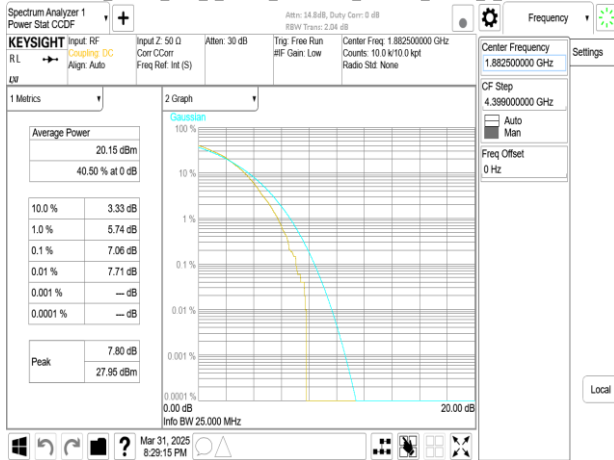 Spectrum Analyzer 1
Power Stat CCDF
+
Attn: 14.8dB, Duty Corr: 0 dB
RBW Trans: 2.04 dB
Frequency
KEYSIGHT
RL
LXI
Input: RF
Coupling: DC
Align: Auto
Input Z: 50 Ω
Corr CCorr
Freq Ref: Int (S)
Atten: 30 dB
Trig: Free Run
#IF Gain: Low
Center Freq: 1.882500000 GHz
Counts: 10.0 k/10.0 kpt
Radio Std: None
Center Frequency
1.882500000 GHz
Settings
CF Step
4.399000000 GHz
Auto
Man
Freq Offset
0 Hz
Local
1 Metrics
Average Power
20.15 dBm
40.50 % at 0 dB
10.0 % 3.33 dB
1.0 % 5.74 dB
0.1 % 7.06 dB
0.01 % 7.71 dB
0.001 % --- dB
0.0001 % --- dB
Peak
7.80 dB
27.95 dBm
2 Graph
Gaussian
100 %
10 %
1 %
0.1 %
0.01 %
0.001 %
0.0001 %
0.00 dB 20.00 dB
Info BW 25.000 MHz
?
Mar 31, 2025
8:29:15 PM